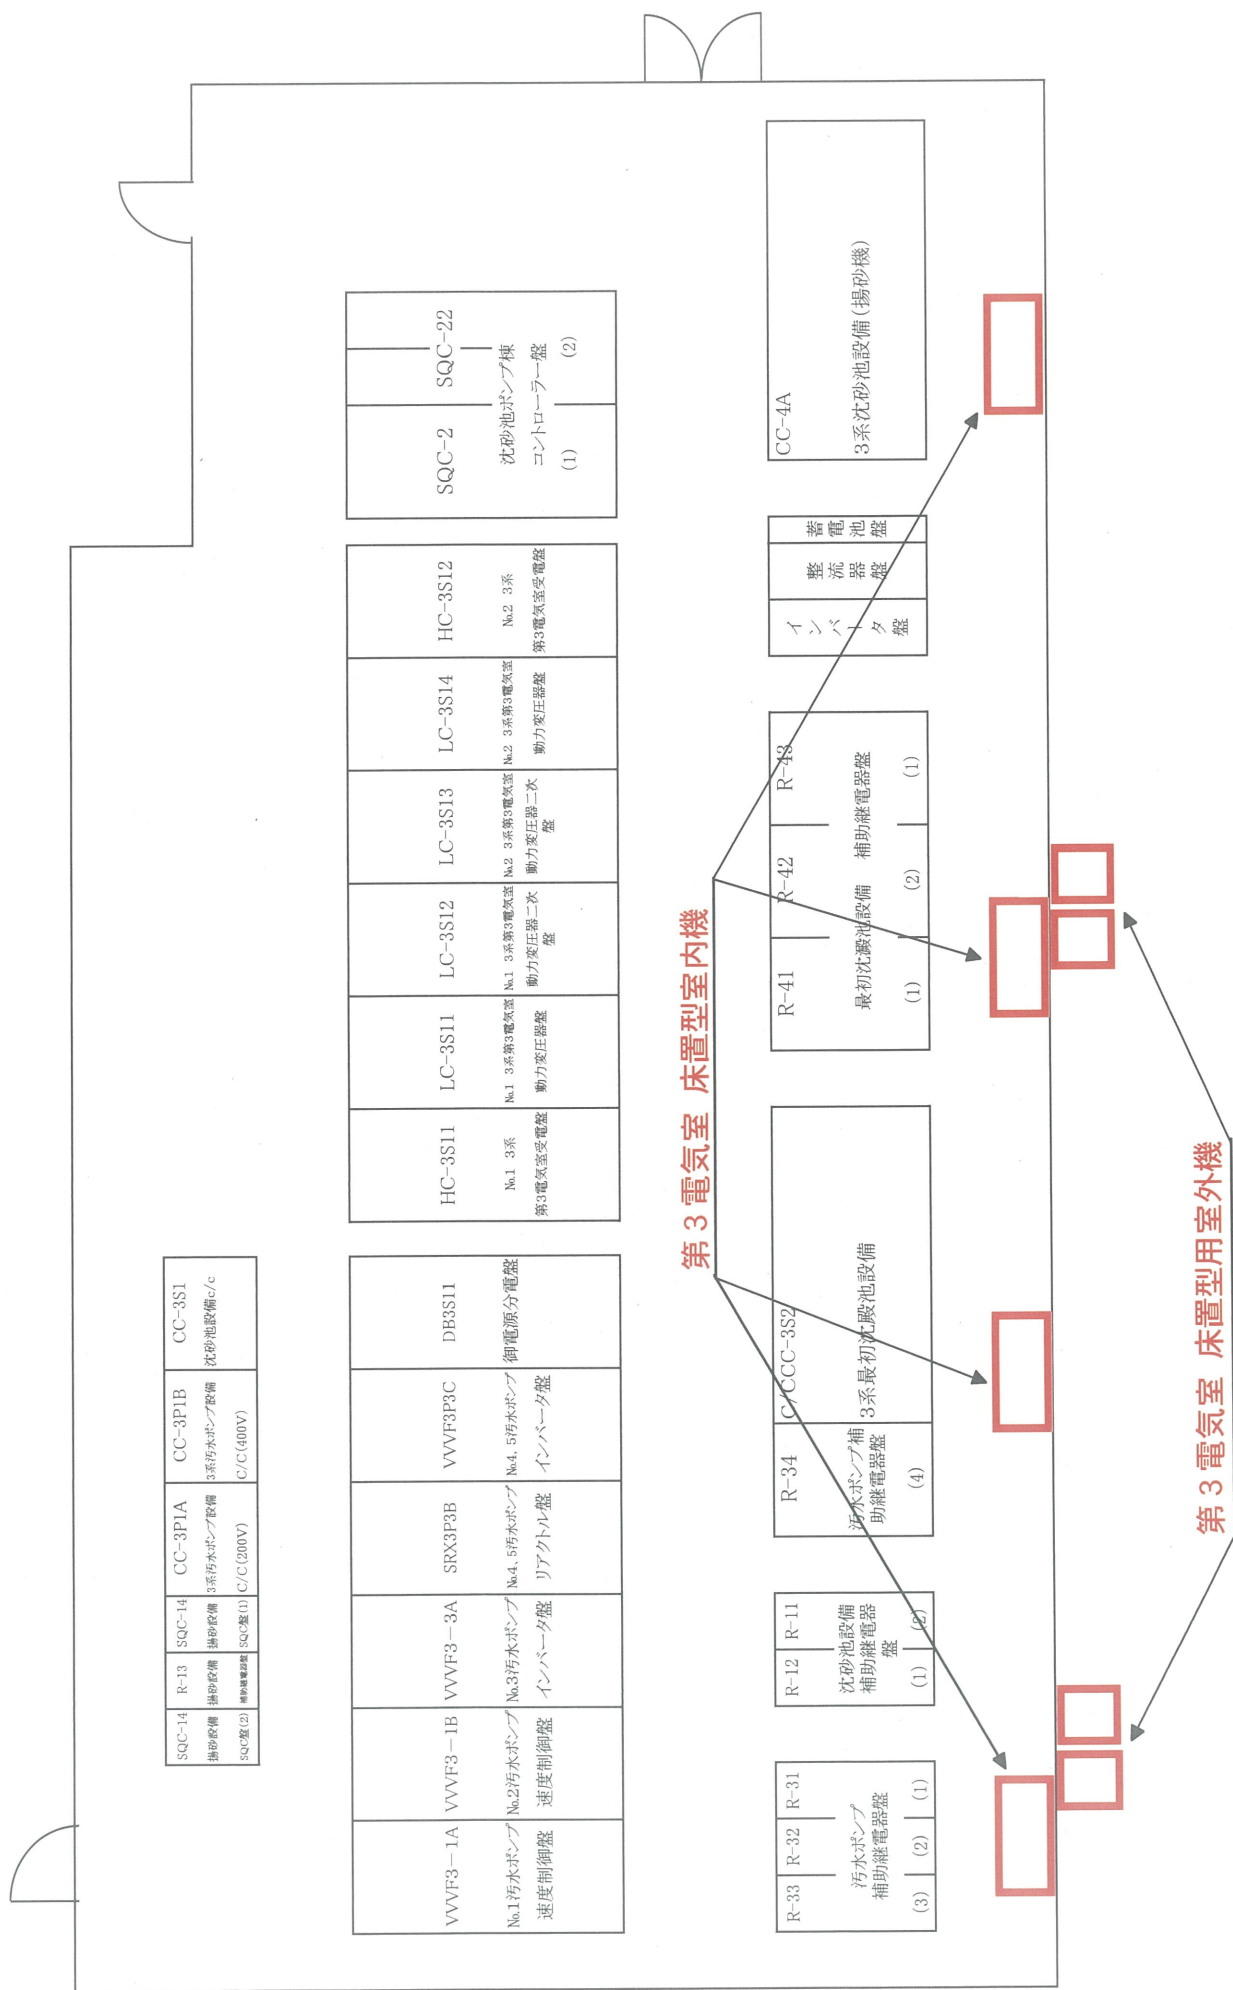 SQC-14
揚砂設備
SQC盤(2)
R-13
揚砂設備
補助継電器盤
SQC-14
揚砂設備
SQC盤(1)
CC-3P1A
3系汚水ポンプ設備
C/C(200V)
CC-3P1B
3系汚水ポンプ設備
C/C(400V)
CC-3S1
沈砂池設備c/c
VVVF3-1A
No.1汚水ポンプ
速度制御盤
VVVF3-1B
No.2汚水ポンプ
速度制御盤
VVVF3-3A
No.3汚水ポンプ
インバータ盤
SRX3P3B
No.4、5汚水ポンプ
リアクトル盤
VVVF3P3C
No.4、5汚水ポンプ
インバータ盤
DB3S11
御電源分電盤
HC-3S11
No.1 3系
第3電気室受電盤
LC-3S11
No.1 3系第3電気室
動力変圧器盤
LC-3S12
No.1 3系第3電気室
動力変圧器二次
盤
LC-3S13
No.2 3系第3電気室
動力変圧器二次
盤
LC-3S14
No.2 3系第3電気室
動力変圧器盤
HC-3S12
No.2 3系
第3電気室受電盤
SQC-2
SQC-22
沈砂池ポンプ棟
コントローラー盤
(1)
(2)
第3電気室 床置型室内機
R-33
R-32
R-31
汚水ポンプ
補助継電器盤
(3)
(2)
(1)
R-12
R-11
沈砂池設備
補助継電器
盤
(1)
(2)
R-34
汚水ポンプ補
助継電器盤
(4)
C/CCC-3S2
3系最初沈殿池設備
R-41
R-42
R-43
最初沈澱池設備 補助継電器盤
(1)
(2)
(1)
インバータ盤
整流器盤
蓄電池盤
CC-4A
3系沈砂池設備(揚砂機)
第3電気室 床置型用室外機